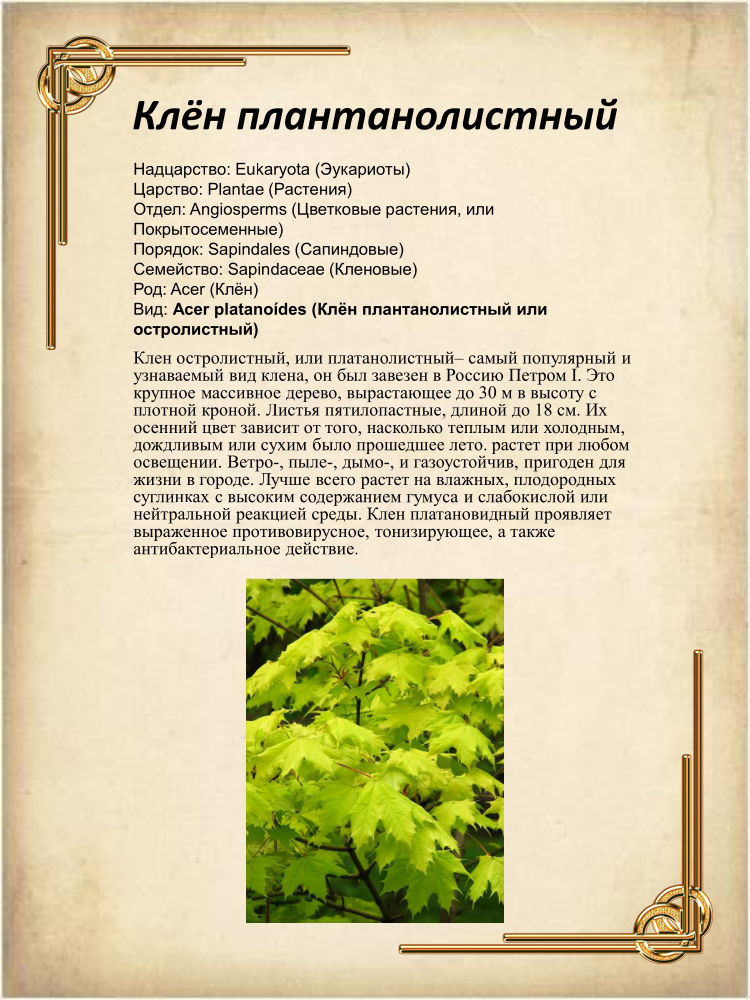 Клён плантанолистный
Надцарство: Eukaryota (Эукариоты)
Царство: Plantae (Растения)
Отдел: Angiosperms (Цветковые растения, или
Покрытосеменные)
Порядок: Sapindales (Сапиндовые)
Семейство: Sapindaceae (Кленовые)
Род: Acer (Клён)
Вид: Acer platanoídes (Клён плантанолистный или
остролистный)
Клен остролистный, или платанолистный– самый популярный и
узнаваемый вид клена, он был завезен в Россию Петром I. Это
крупное массивное дерево, вырастающее до 30 м в высоту с
плотной кроной. Листья пятилопастные, длиной до 18 см. Их
осенний цвет зависит от того, насколько теплым или холодным,
дождливым или сухим было прошедшее лето. растет при любом
освещении. Ветро-, пыле-, дымо-, и газоустойчив, пригоден для
жизни в городе. Лучше всего растет на влажных, плодородных
суглинках с высоким содержанием гумуса и слабокислой или
нейтральной реакцией среды. Клен платановидный проявляет
выраженное противовирусное, тонизирующее, а также
антибактериальное действие.